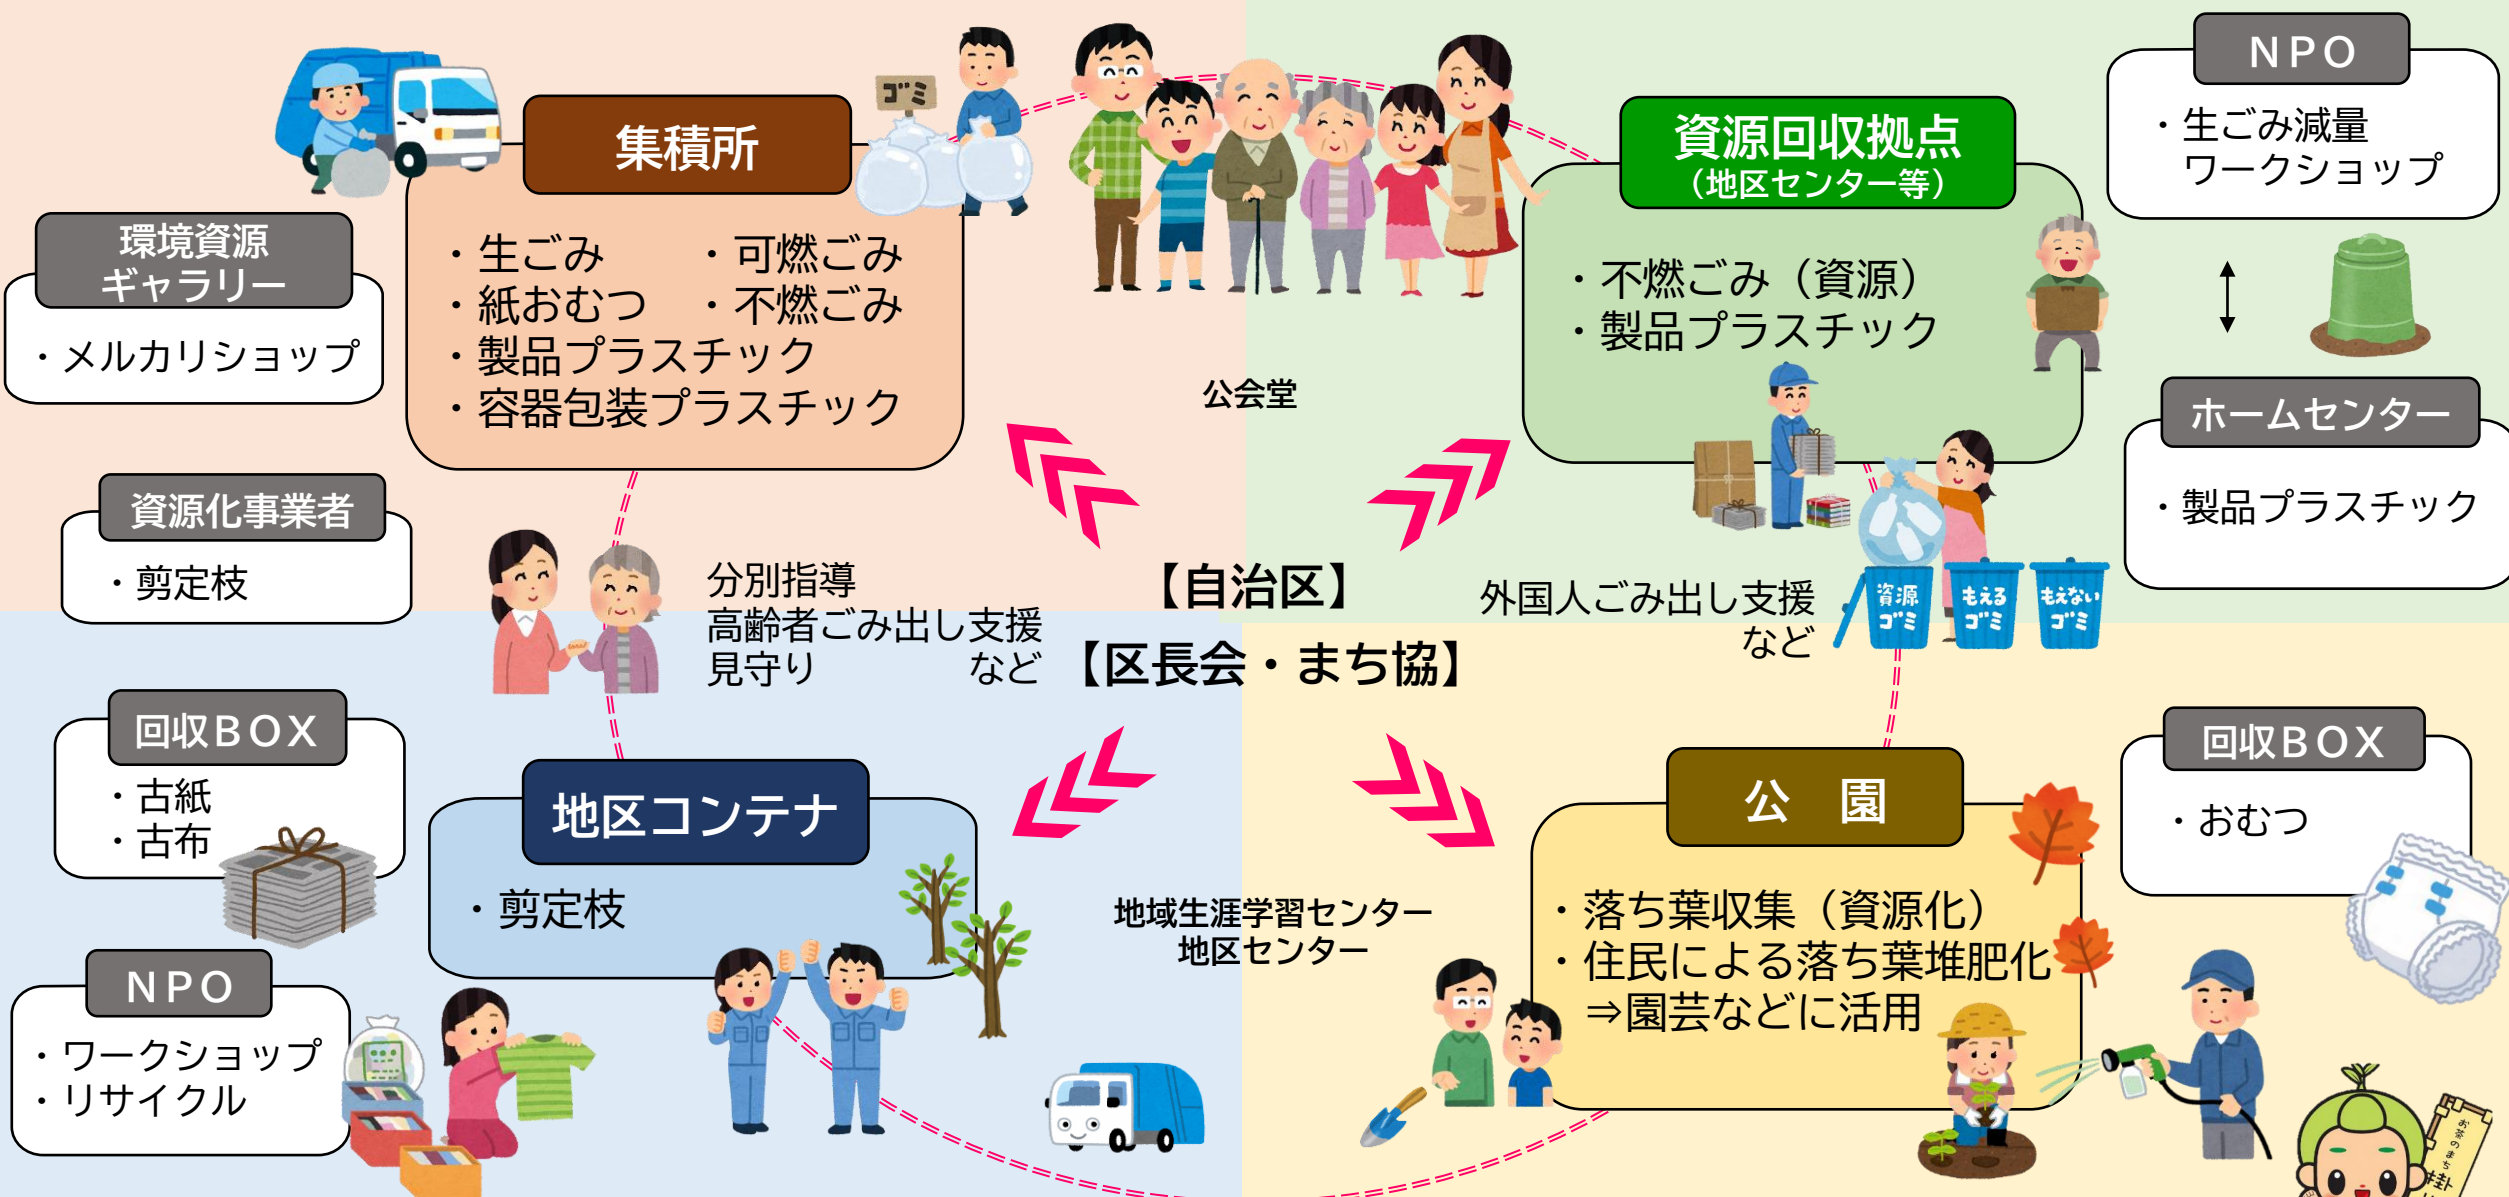 集積所
・生ごみ ・可燃ごみ
・紙おむつ ・不燃ごみ
・製品プラスチック
・容器包装プラスチック
ゴミ
環境資源
ギャラリー
・メルカリショップ
資源化事業者
・剪定枝
資源回収拠点
（地区センター等）
・不燃ごみ（資源）
・製品プラスチック
NPO
・生ごみ減量
ワークショップ
ホームセンター
・製品プラスチック
公会堂
分別指導
高齢者ごみ出し支援
見守り など
【自治区】
【区長会・まち協】
外国人ごみ出し支援
など
資源
ゴミ
もえる
ゴミ
もえない
ゴミ
回収BOX
・古紙
・古布
NPO
・ワークショップ
・リサイクル
地区コンテナ
・剪定枝
地域生涯学習センター
地区センター
公 園
・落ち葉収集（資源化）
・住民による落ち葉堆肥化
⇒園芸などに活用
回収BOX
・おむつ
お茶のまち
掛